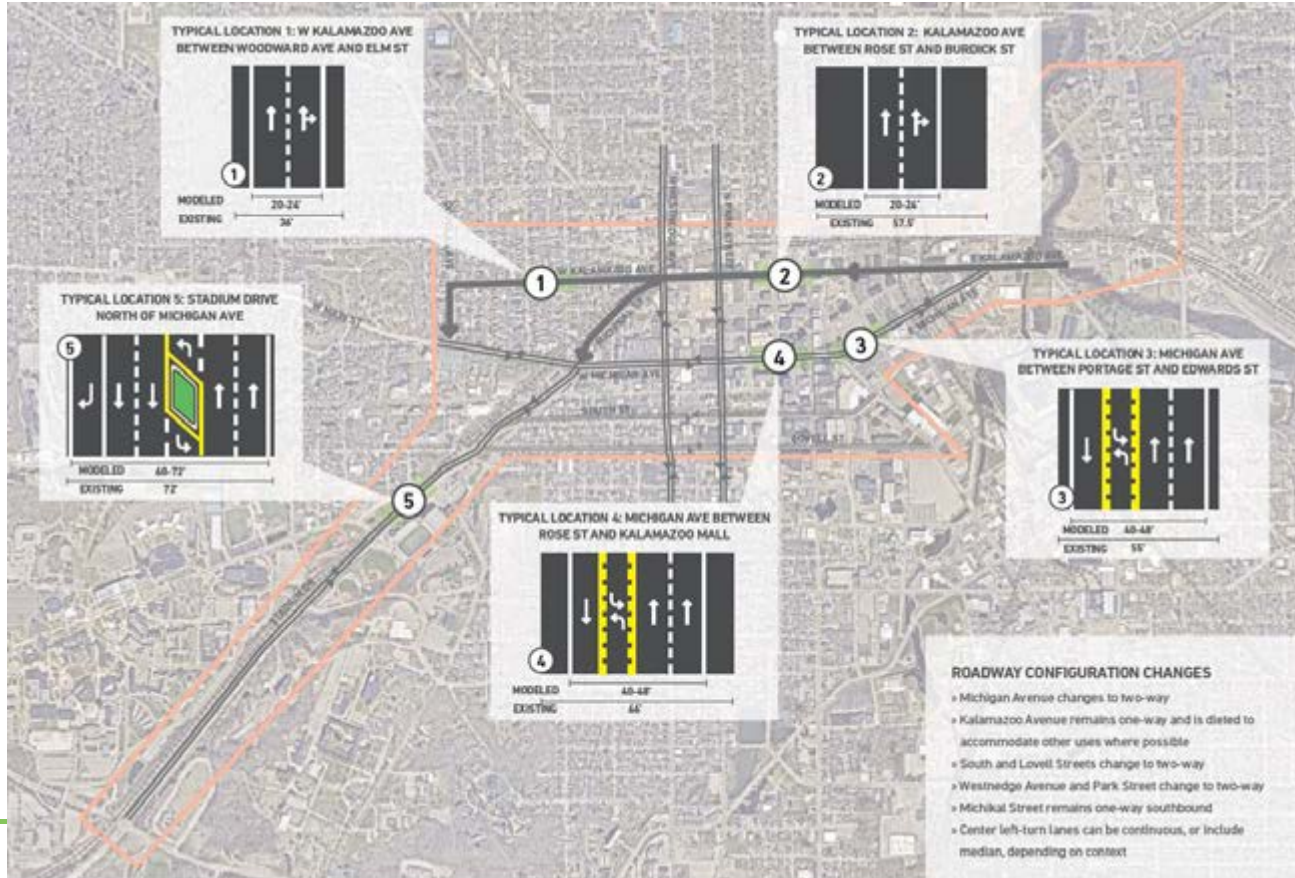 TYPICAL LOCATION 1: W KALAMAZOO AVE
BETWEEN WOODWARD AVE AND ELM ST
1
MODELED 20-24'
EXISTING 36'
TYPICAL LOCATION 2: KALAMAZOO AVE
BETWEEN ROSE ST AND BURDICK ST
2
MODELED 20-24'
EXISTING 57.5'
W KALAMAZOO AVE
E KALAMAZOO AVE
1
2
W MAIN ST
E MICHIGAN AVE
3
4
W MICHIGAN AVE
SOUTH ST
LOVELL ST
5
STADIUM DR
TYPICAL LOCATION 5: STADIUM DRIVE
NORTH OF MICHIGAN AVE
5
MODELED 60-72'
EXISTING 72'
TYPICAL LOCATION 3: MICHIGAN AVE
BETWEEN PORTAGE ST AND EDWARDS ST
3
MODELED 40-48'
EXISTING 55'
TYPICAL LOCATION 4: MICHIGAN AVE BETWEEN
ROSE ST AND KALAMAZOO MALL
4
MODELED 40-48'
EXISTING 66'
ROADWAY CONFIGURATION CHANGES
» Michigan Avenue changes to two-way
» Kalamazoo Avenue remains one-way and is dieted to
accommodate other uses where possible
» South and Lovell Streets change to two-way
» Westnedge Avenue and Park Street change to two-way
» Michikal Street remains one-way southbound
» Center left-turn lanes can be continuous, or include
median, depending on context